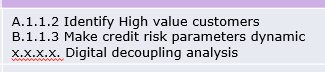 A.1.1.2 Identify High value customers
B.1.1.3 Make credit risk parameters dynamic
x.x.x.x. Digital decoupling analysis